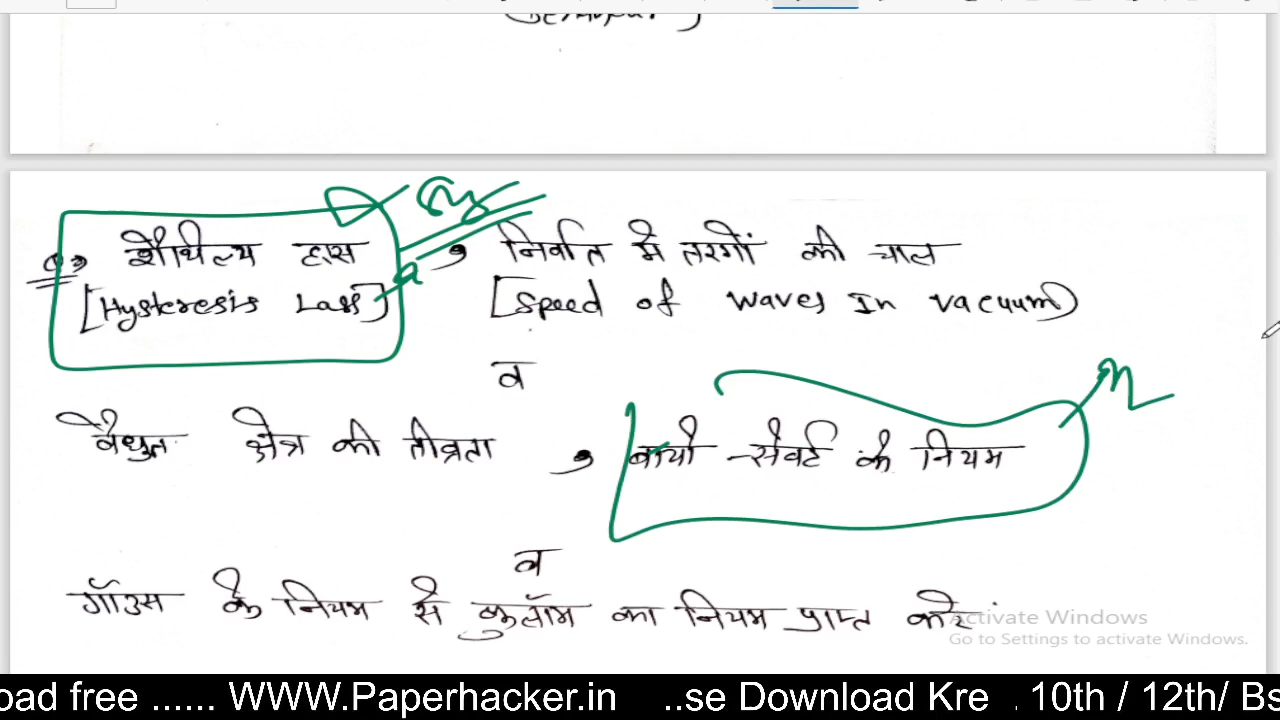 शैथिल्य ह्रास , निर्वात में तरंगों की चाल
[Hysteresis Lass] [Speed of waves In vacuum)
व
वैधुत क्षेत्र की तीव्रता , बायो - सेवर्ट के नियम
व
गॉउस के नियम से कुलॉम का नियम प्राप्त करें
Activate Windows
Go to Settings to activate Windows.
oad free ...... WWW.Paperhacker.in ..se Download Kre . 10th / 12th/ Bs